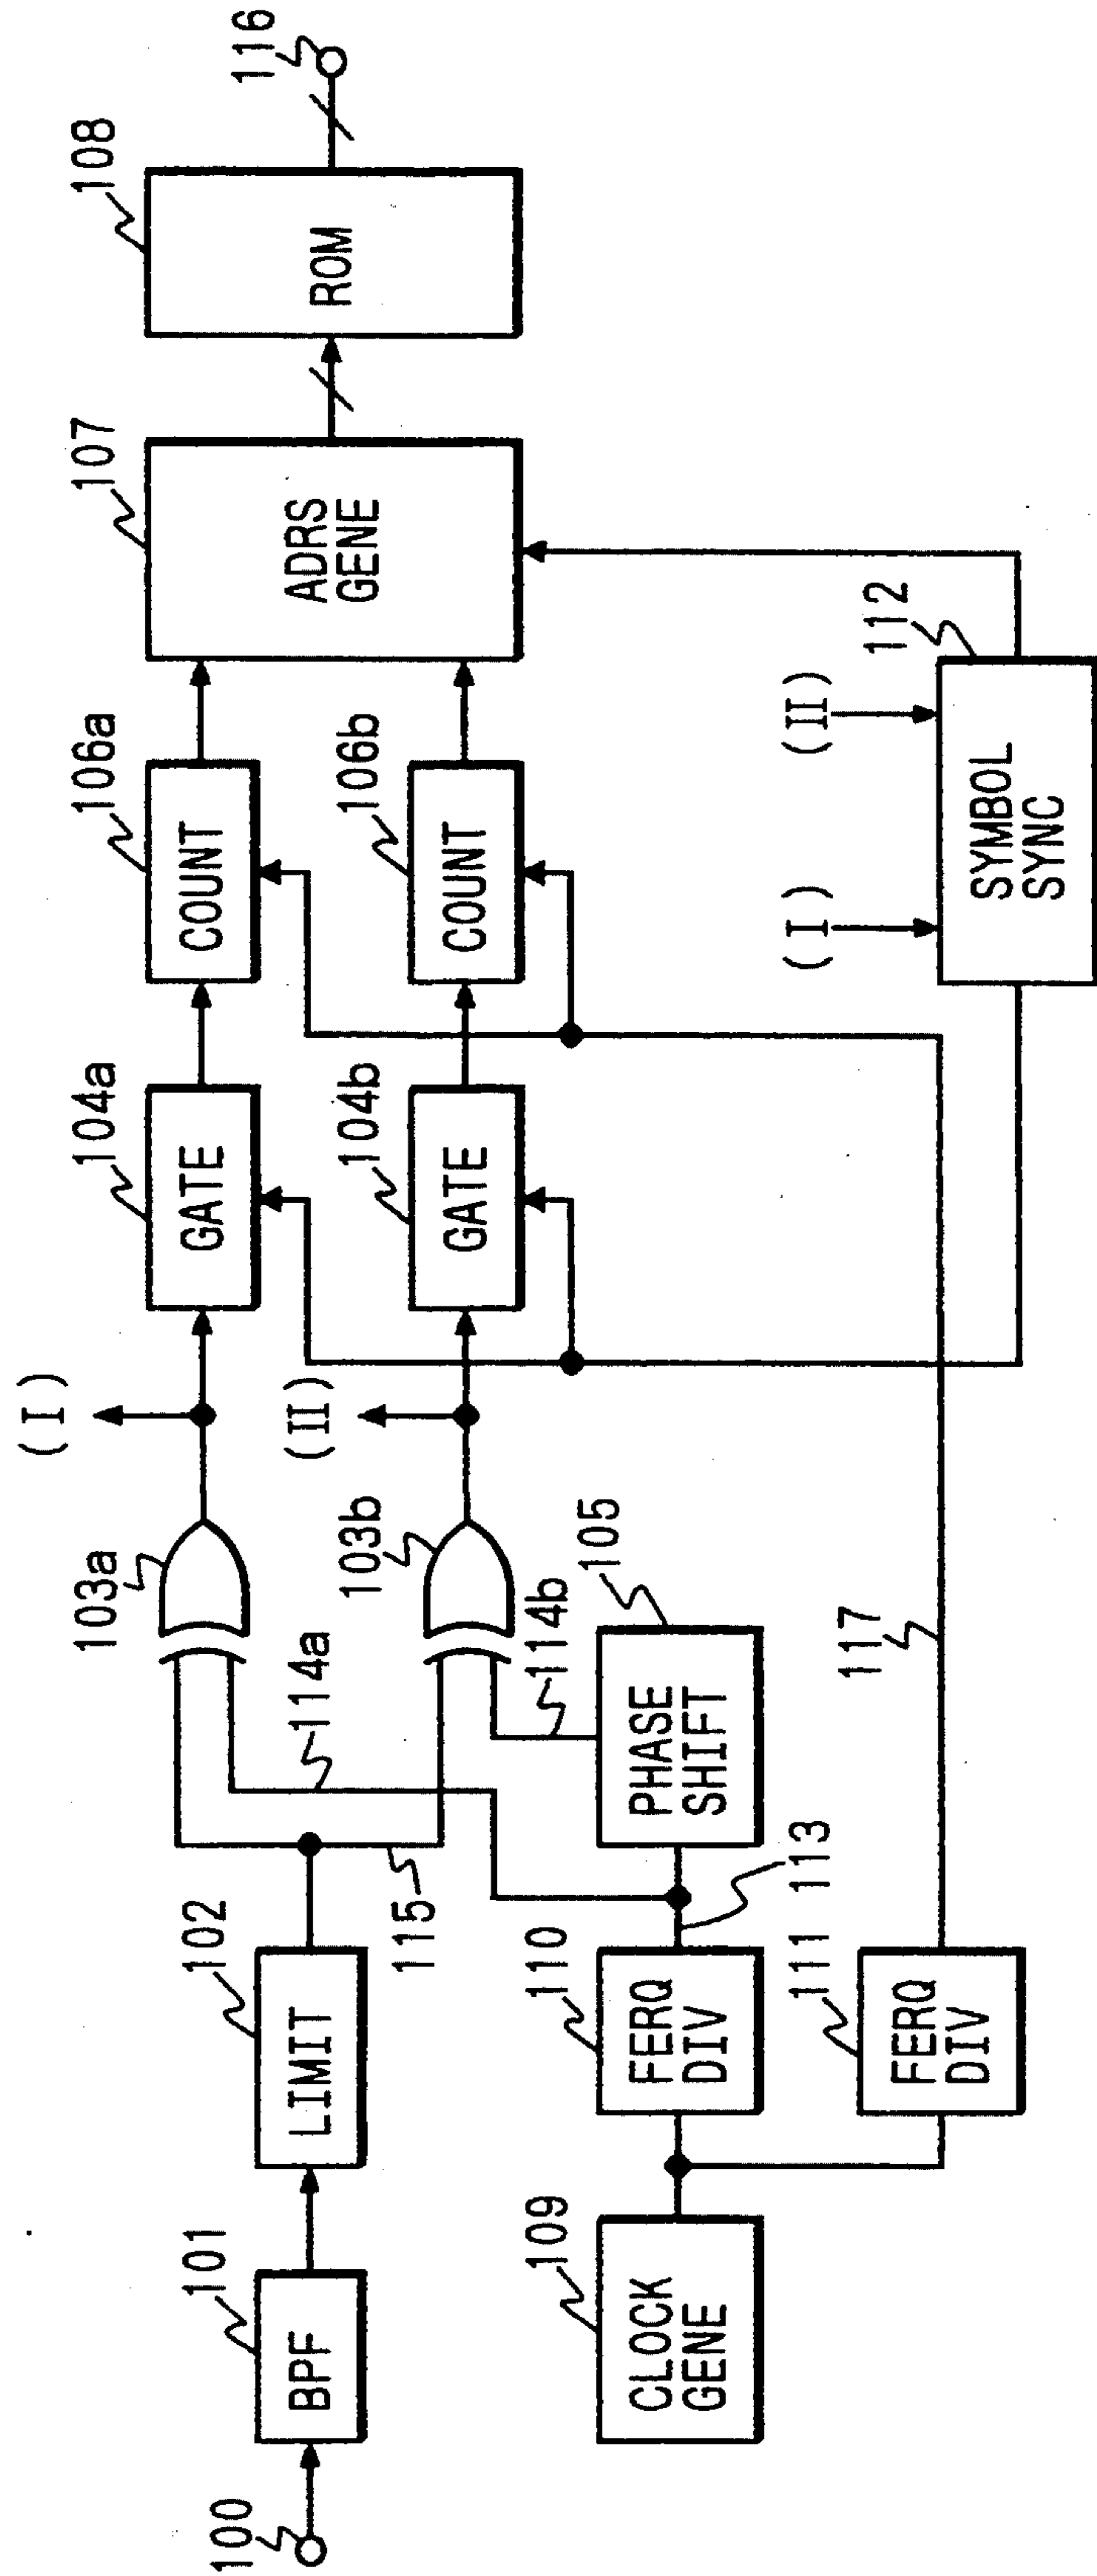 100
101
BPF
102
LIMIT
115
103a
114a
103b
114b
( I )
(II)
104a
GATE
104b
GATE
106a
COUNT
106b
COUNT
107
ADRS
GENE
108
ROM
116
109
CLOCK
GENE
110
FERQ
DIV
113
105
PHASE
SHIFT
111
FERQ
DIV
117
( I )
(II)
112
SYMBOL
SYNC